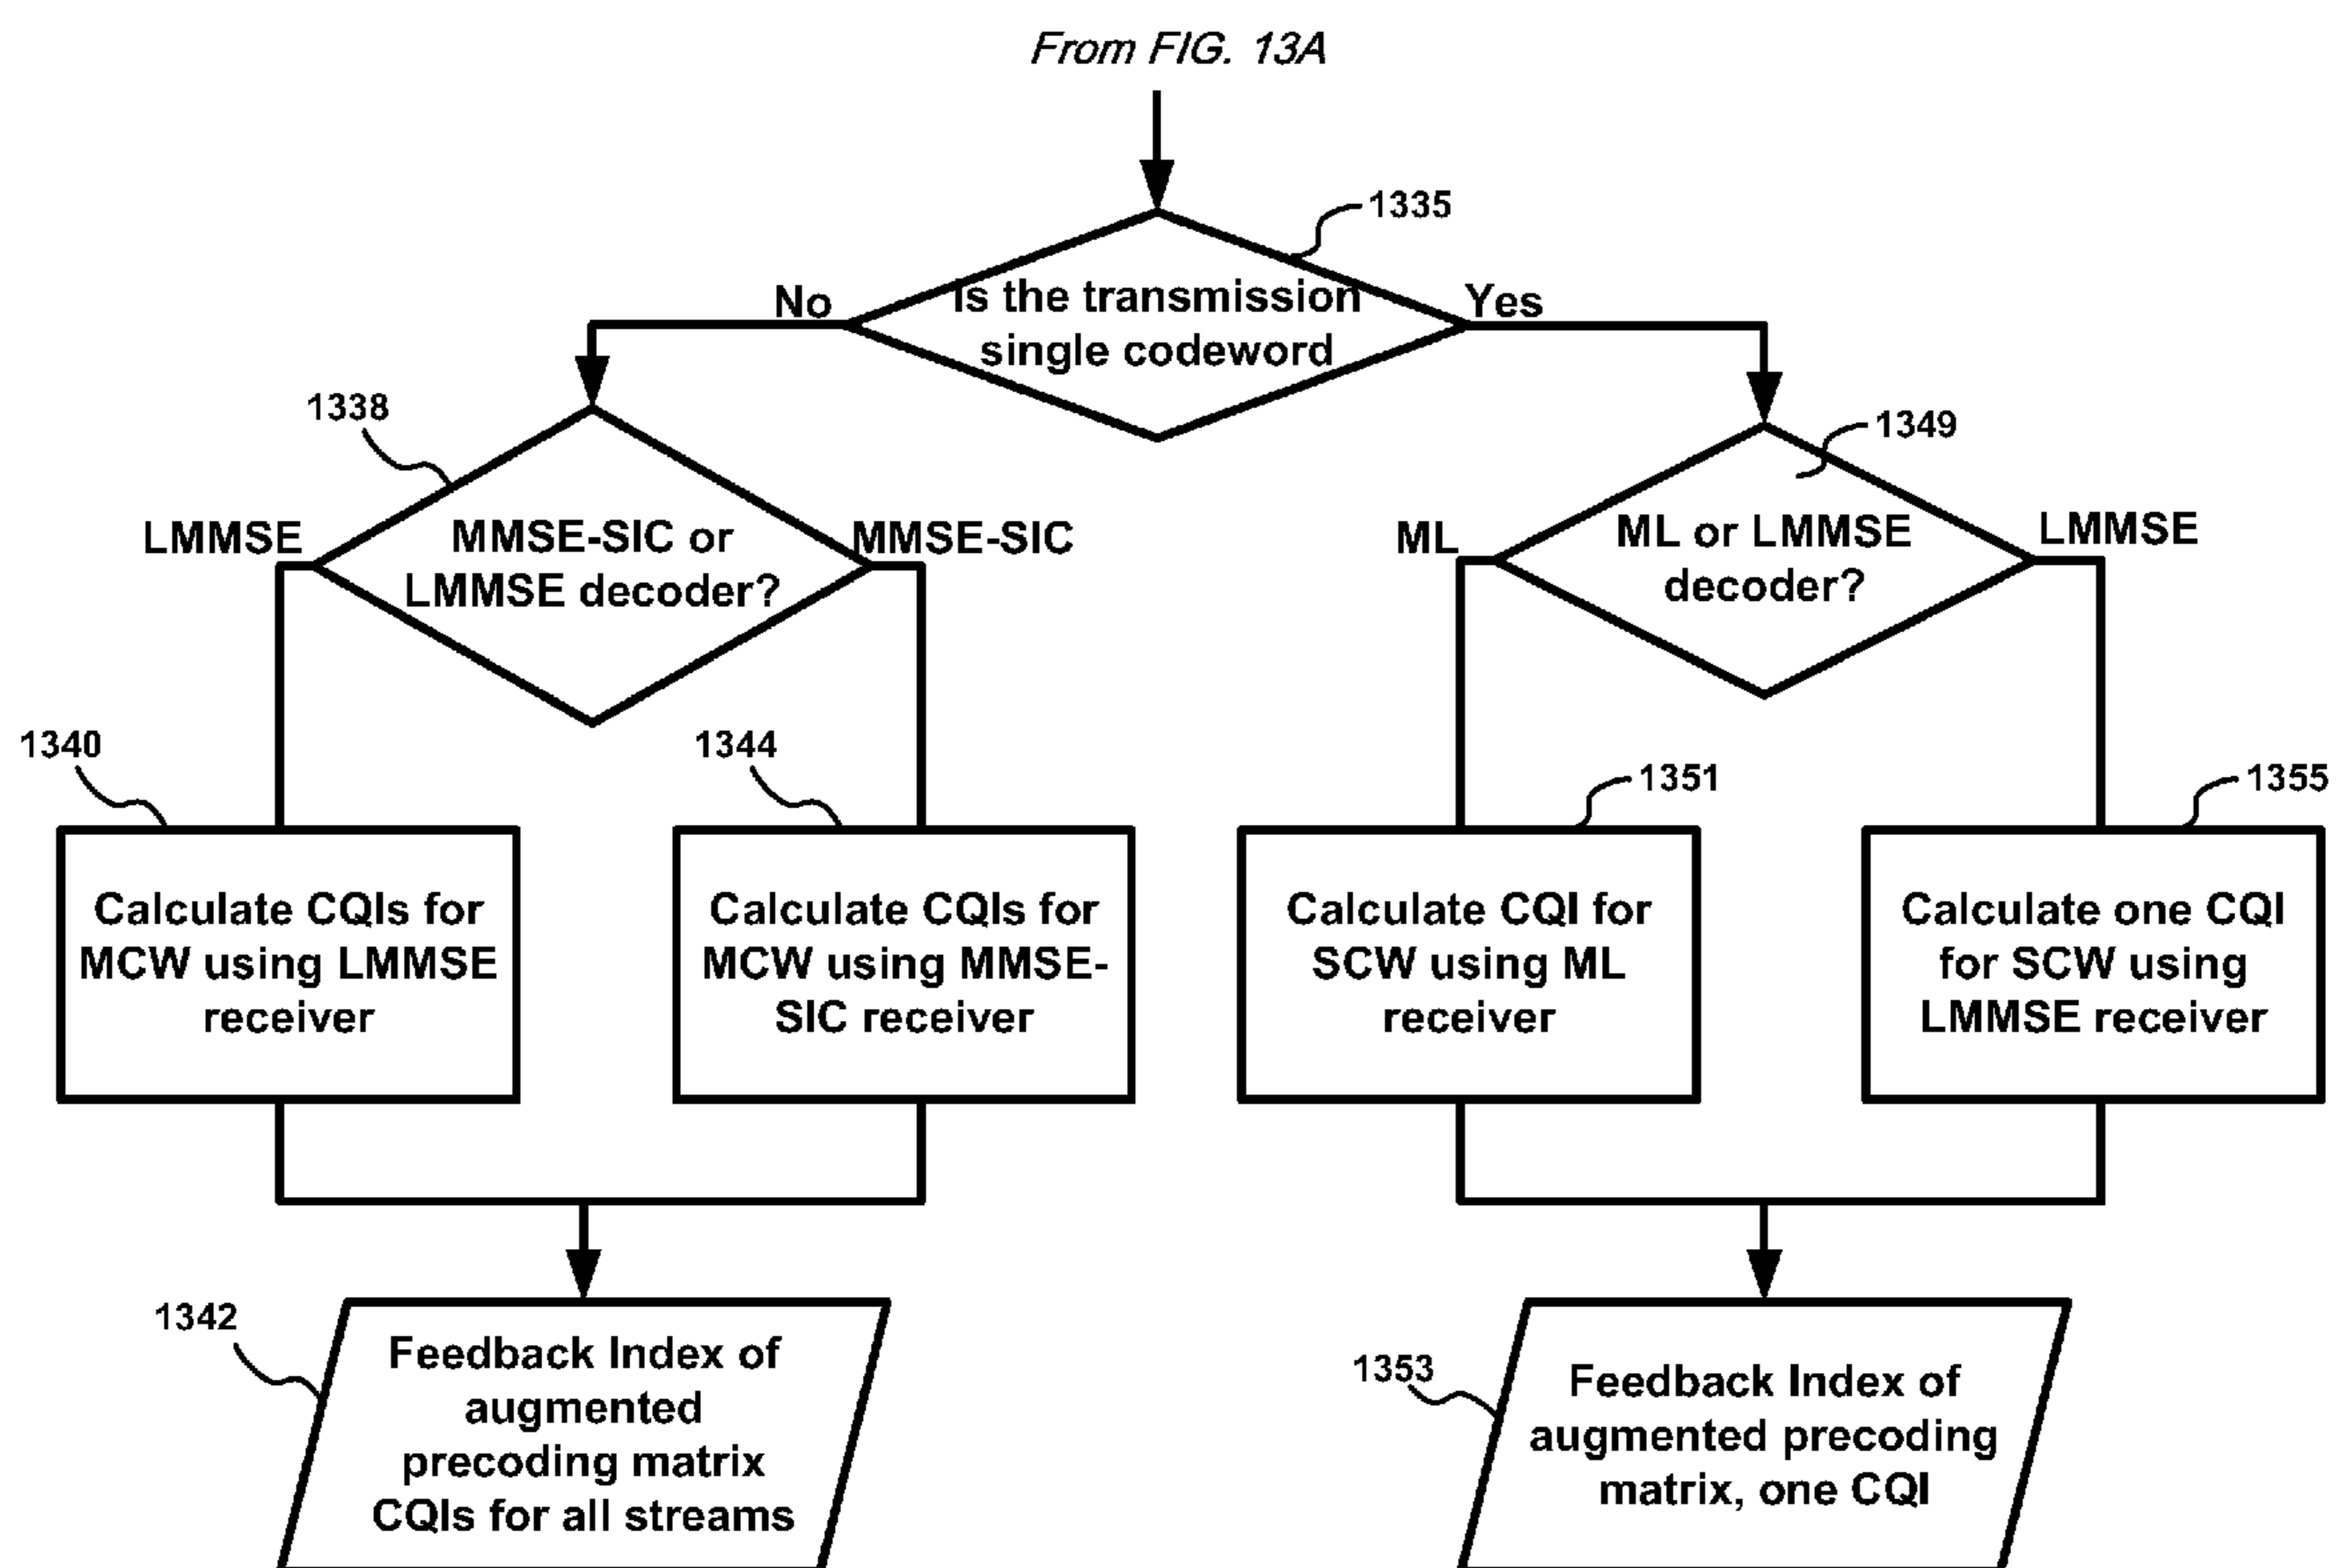 From FIG. 13A
1335
Is the transmission
single codeword
No
Yes
1338
MMSE-SIC or
LMMSE decoder?
LMMSE
MMSE-SIC
1349
ML or LMMSE
decoder?
ML
LMMSE
1340
Calculate CQIs for
MCW using LMMSE
receiver
1344
Calculate CQIs for
MCW using MMSE-
SIC receiver
1351
Calculate CQI for
SCW using ML
receiver
1355
Calculate one CQI
for SCW using
LMMSE receiver
1342
Feedback Index of
augmented
precoding matrix
CQIs for all streams
1353
Feedback Index of
augmented precoding
matrix, one CQI